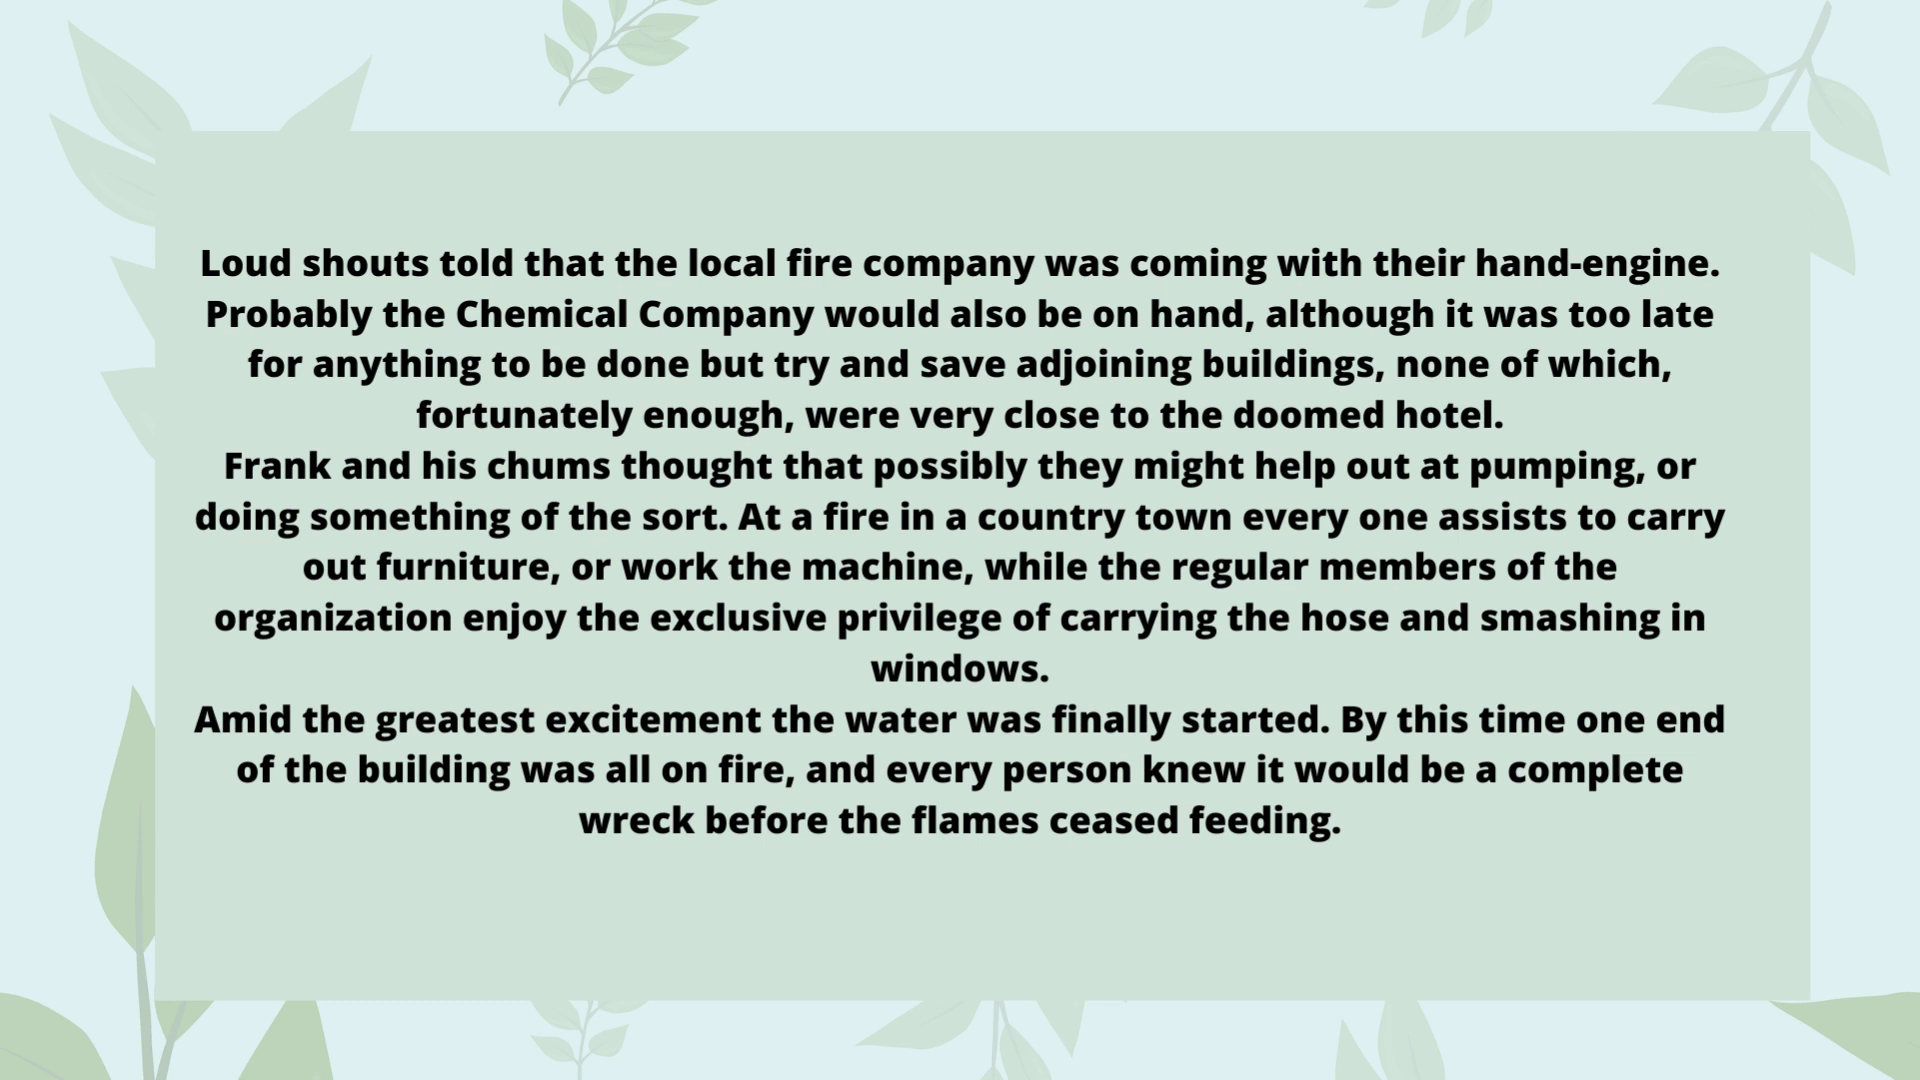 Loud shouts told that the local fire company was coming with their hand-engine.
Probably the Chemical Company would also be on hand, although it was too late
for anything to be done but try and save adjoining buildings, none of which,
fortunately enough, were very close to the doomed hotel.
Frank and his chums thought that possibly they might help out at pumping, or
doing something of the sort. At a fire in a country town every one assists to carry
out furniture, or work the machine, while the regular members of the
organization enjoy the exclusive privilege of carrying the hose and smashing in
windows.
Amid the greatest excitement the water was finally started. By this time one end
of the building was all on fire, and every person knew it would be a complete
wreck before the flames ceased feeding.